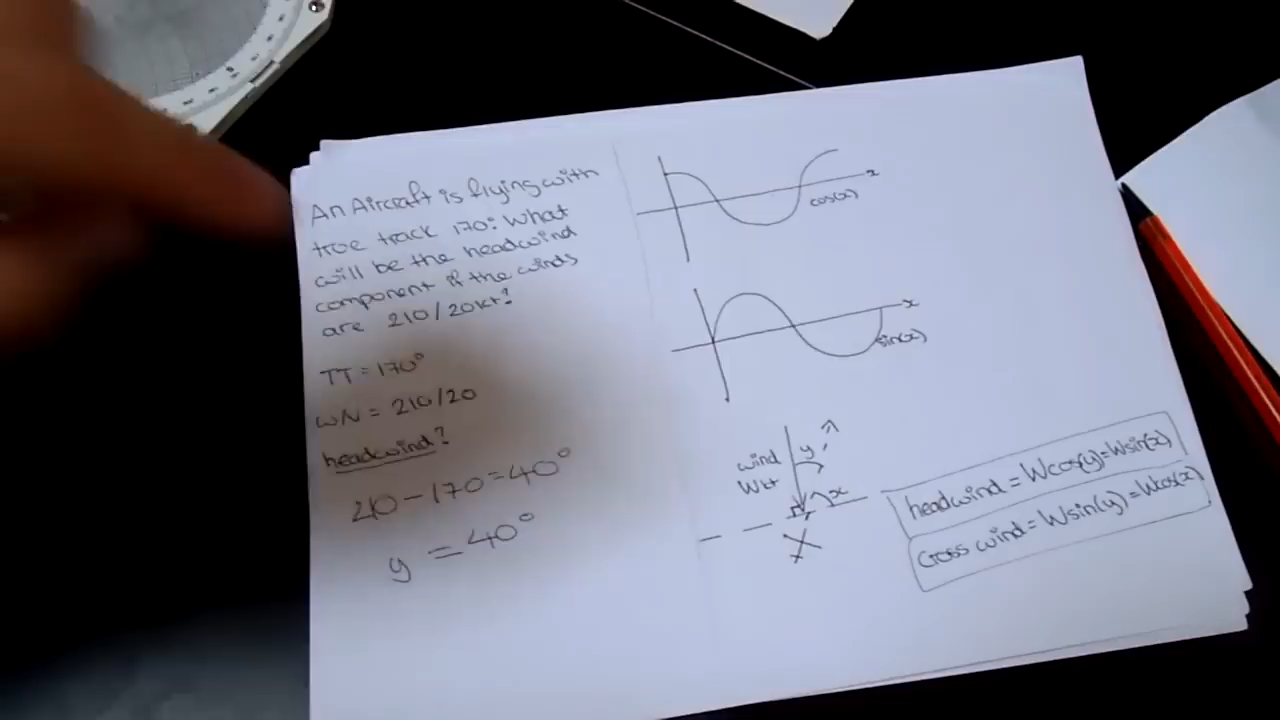 An Aircraft is flying with
true track 170°. What
will be the headwind
component if the winds
are 210/20kt?
TT = 170°
W/V = 210/20
headwind?
210 - 170 = 40°
y = 40°
x
cos(x)
x
sin(x)
wind
Wkt
y
x
headwind = Wcos(y) = Wsin(x)
Cross wind = Wsin(y) = Wcos(x)